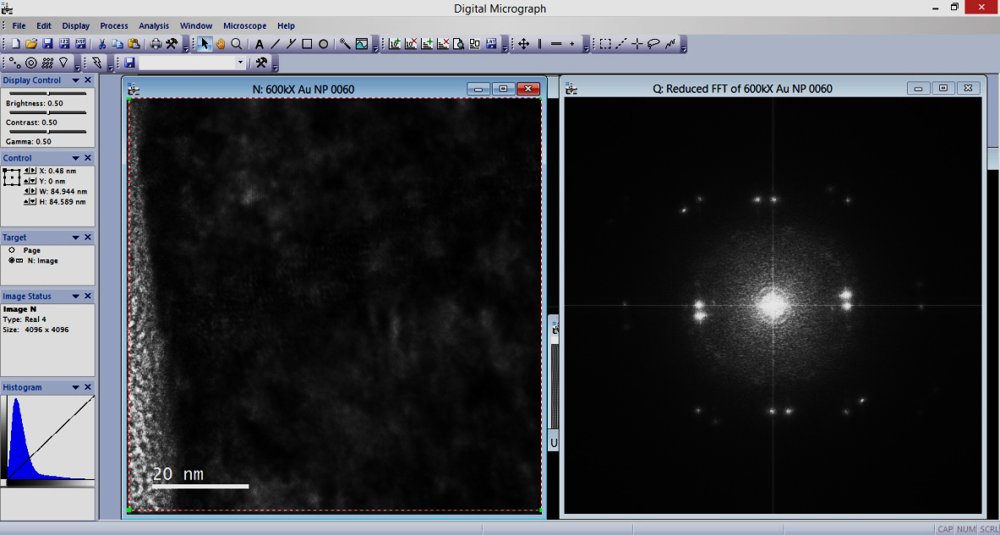 Digital Micrograph
File Edit Display Process Analysis Window Microscope Help
Display Control
Brightness: 0.50
Contrast: 0.50
Gamma: 0.50
Control
X: 0.48 nm
Y: 0 nm
W: 84.944 nm
H: 84.589 nm
Target
Page
N: Image
Image Status
Image N
Type: Real 4
Size: 4096 x 4096
Histogram
N: 600kX Au NP 0060
20 nm
U
Q: Reduced FFT of 600kX Au NP 0060
CAP NUM SCRL